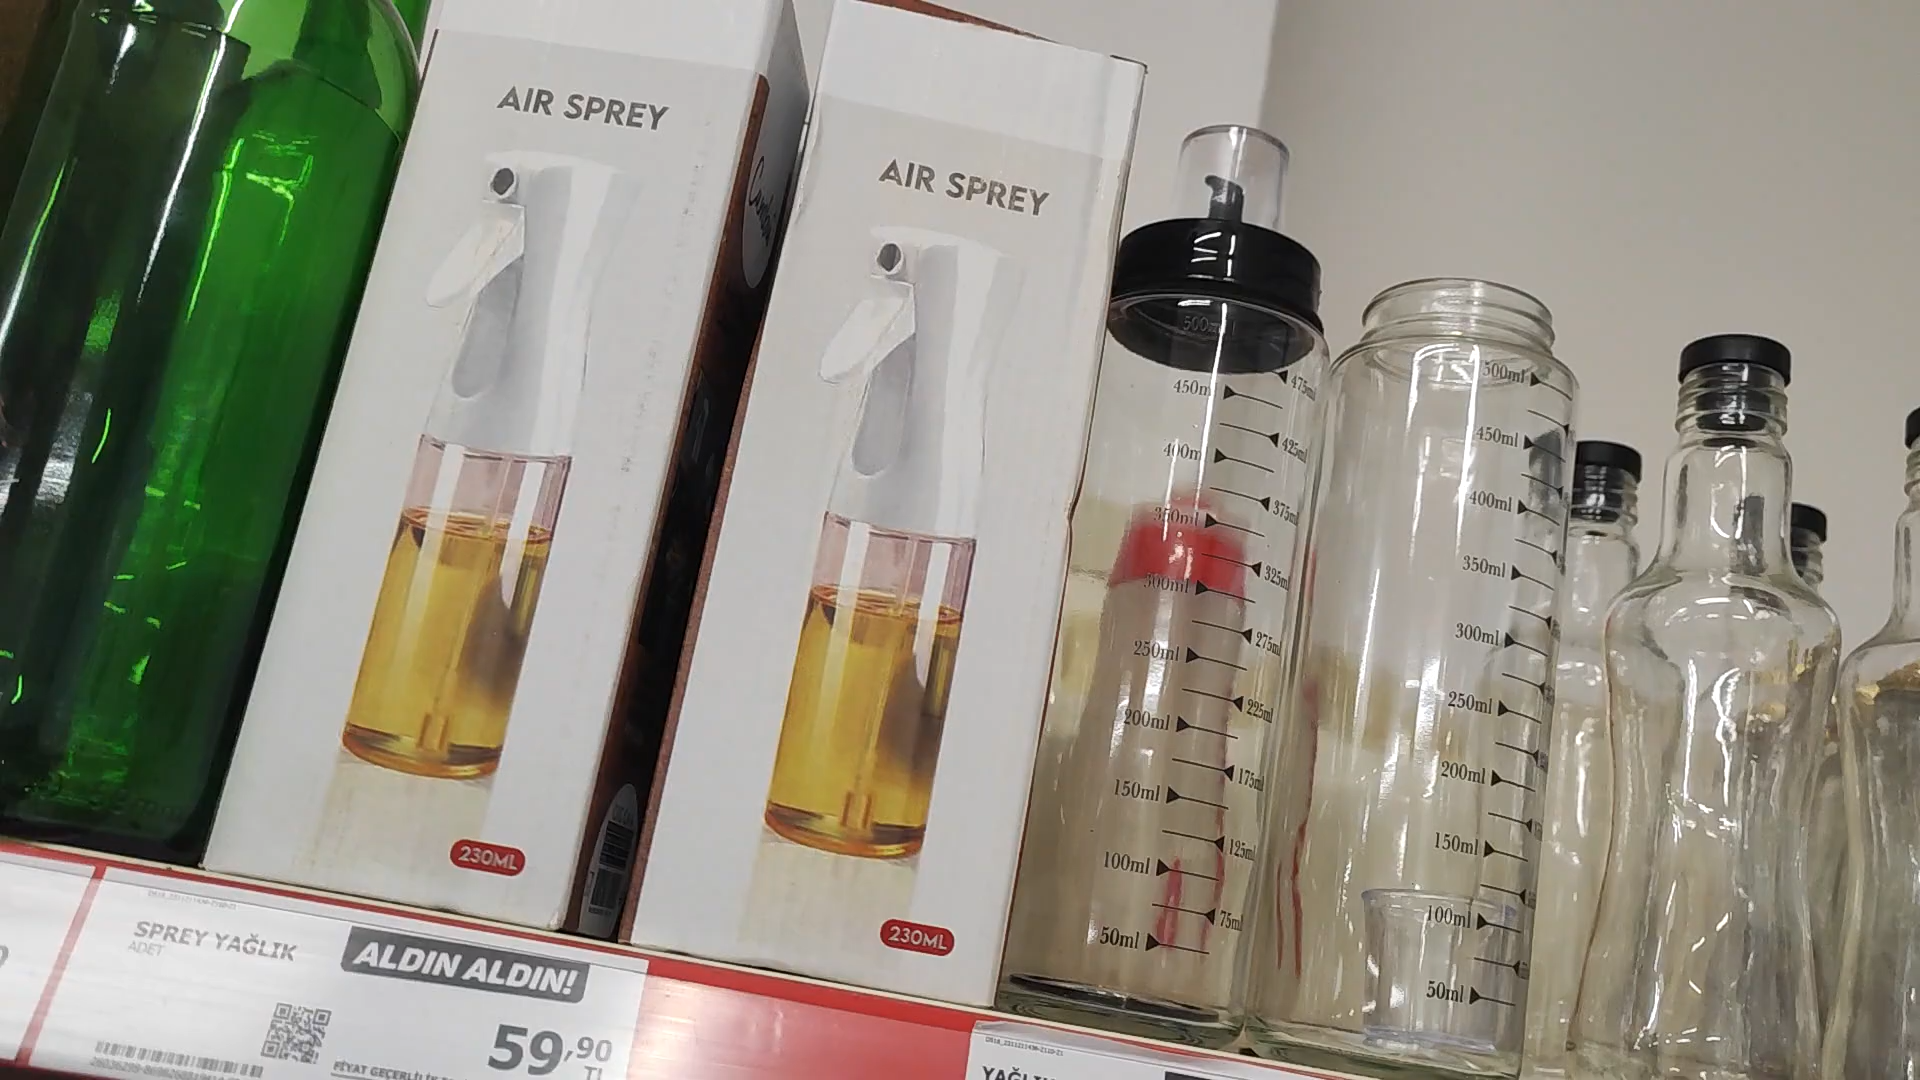 AIR SPREY
230ML
AIR SPREY
230ML
500ml
475ml
450ml
425ml
400ml
375ml
350ml
325ml
300ml
275ml
250ml
225ml
200ml
175ml
150ml
125ml
100ml
75ml
50ml
500ml
450ml
400ml
350ml
300ml
250ml
200ml
150ml
100ml
50ml
SPREY YAĞLIK
ADET
ALDIN ALDIN!
59,90
TL